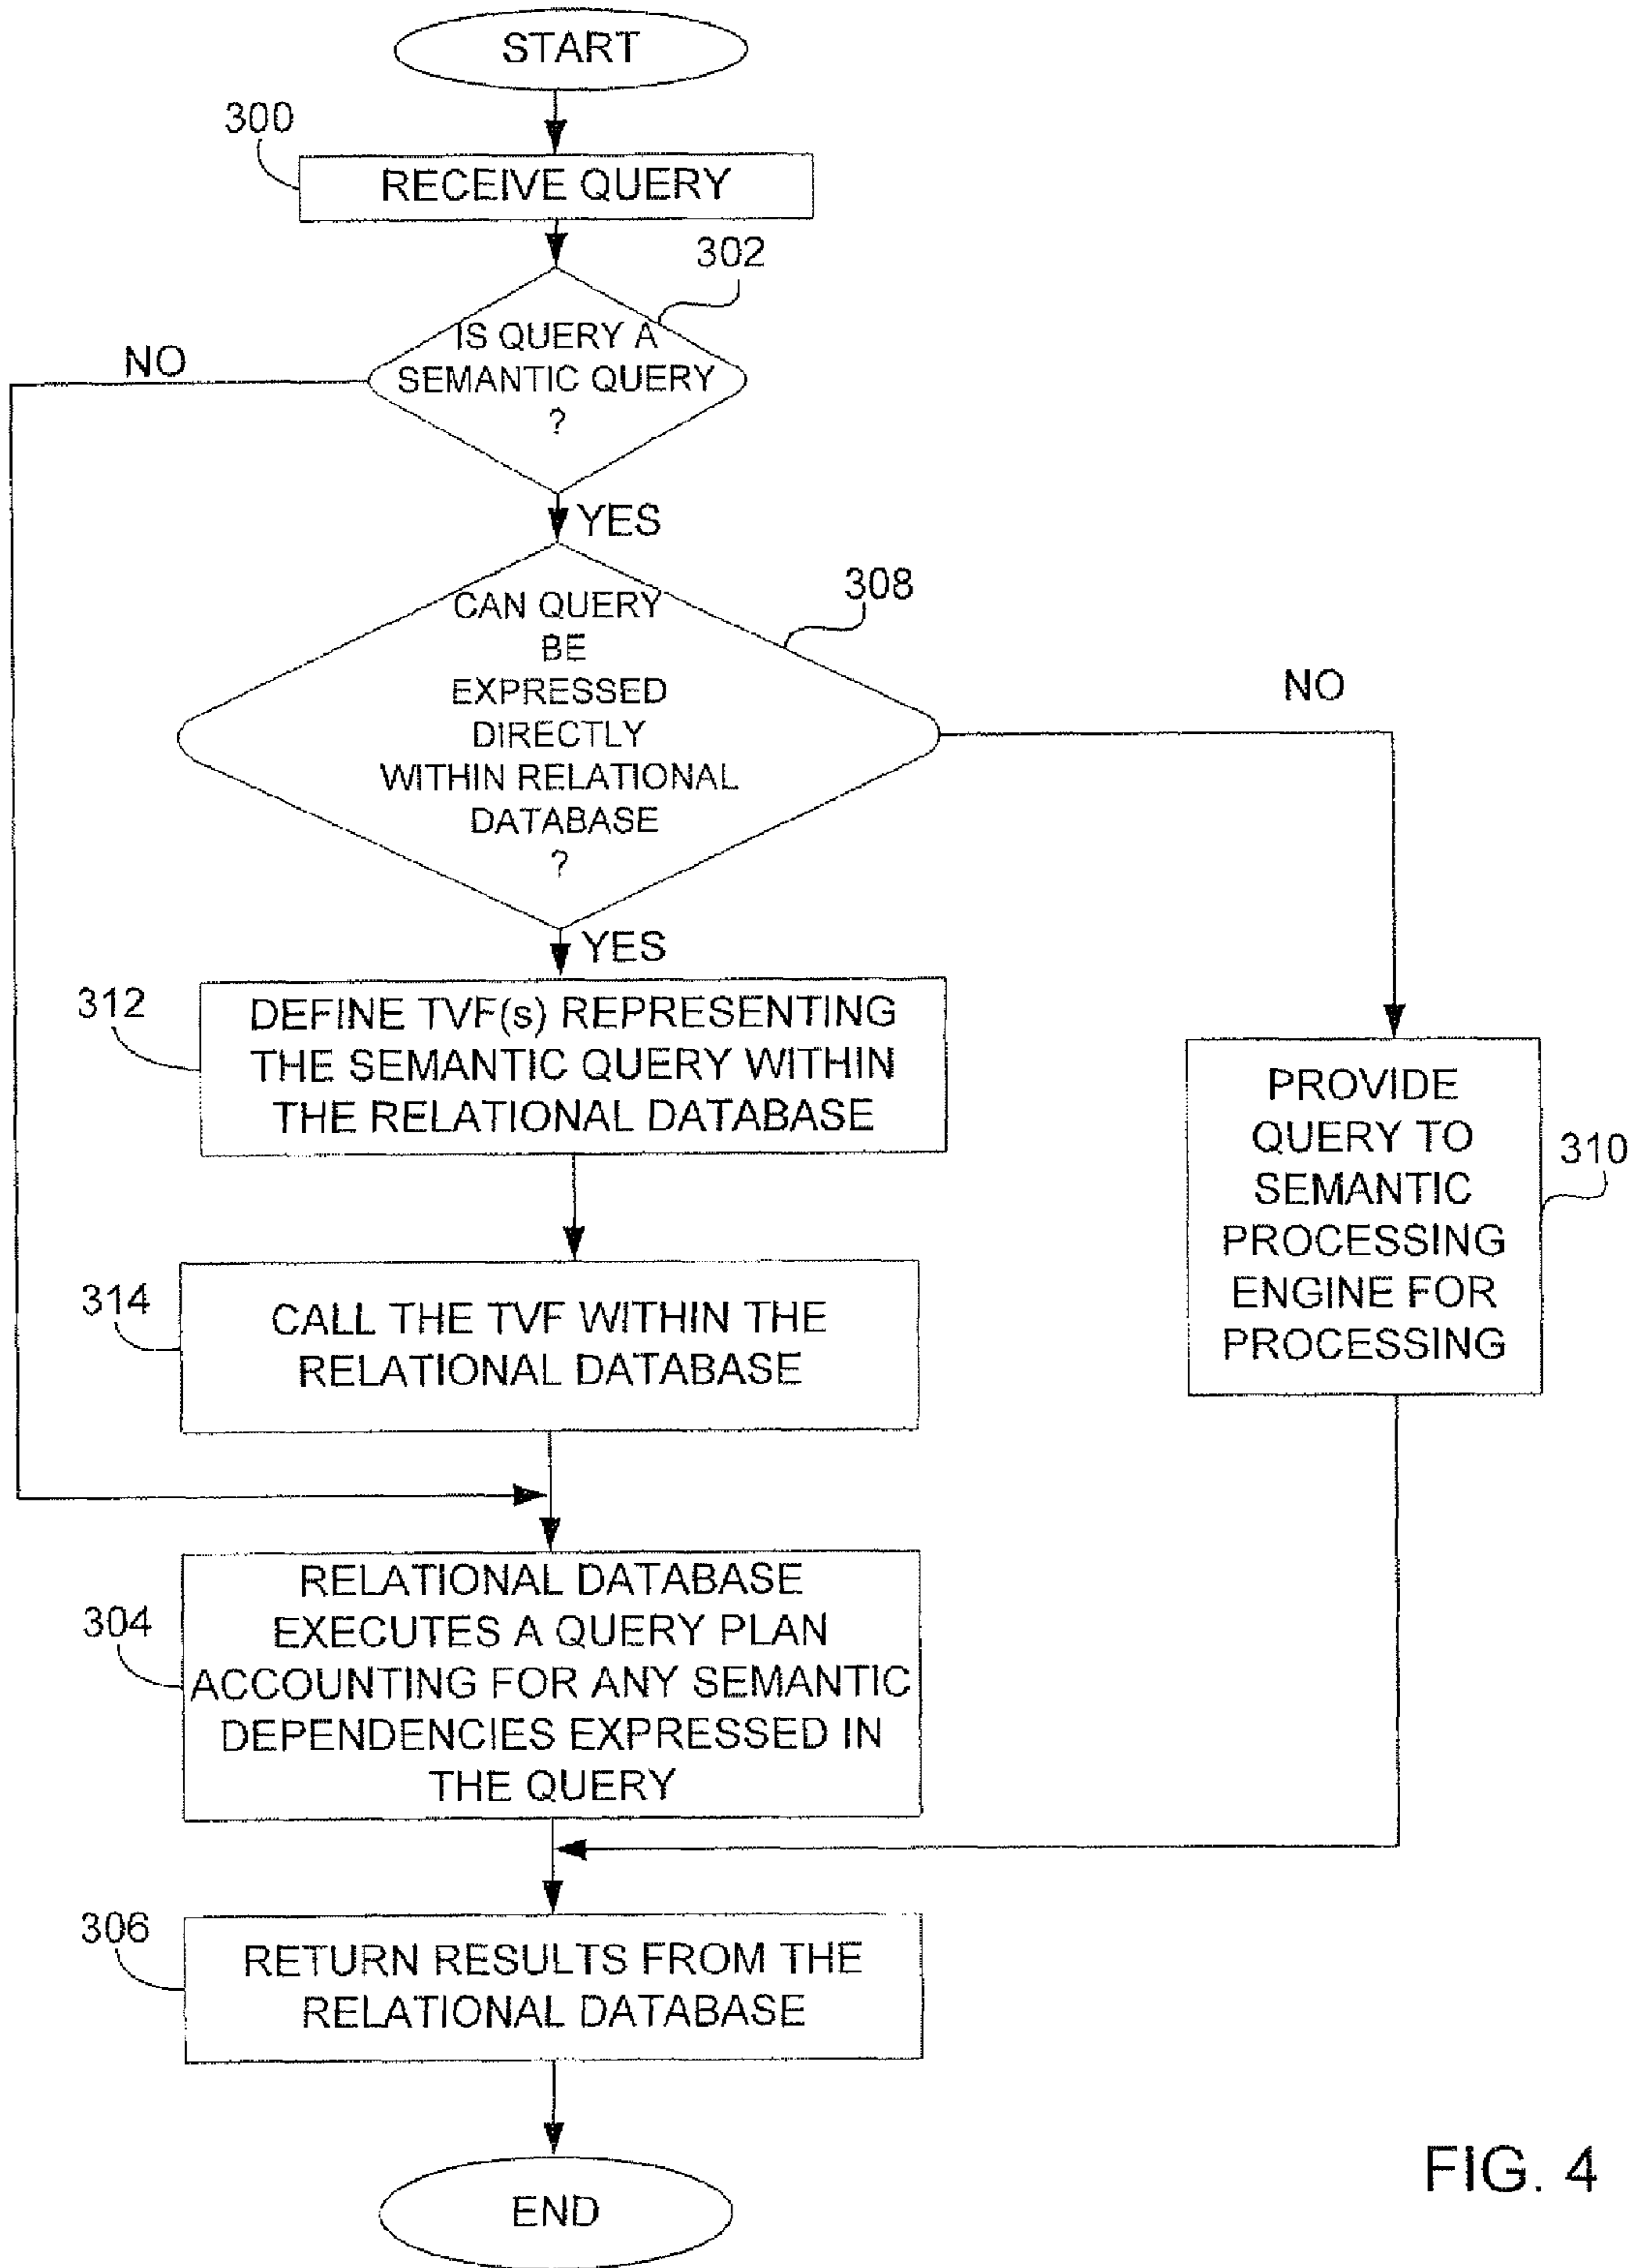 START
300
RECEIVE QUERY
302
IS QUERY A
SEMANTIC QUERY
?
NO
YES
308
CAN QUERY
BE
EXPRESSED
DIRECTLY
WITHIN RELATIONAL
DATABASE
?
NO
YES
312
DEFINE TVF(s) REPRESENTING
THE SEMANTIC QUERY WITHIN
THE RELATIONAL DATABASE
PROVIDE
QUERY TO
SEMANTIC
PROCESSING
ENGINE FOR
PROCESSING
310
314
CALL THE TVF WITHIN THE
RELATIONAL DATABASE
304
RELATIONAL DATABASE
EXECUTES A QUERY PLAN
ACCOUNTING FOR ANY SEMANTIC
DEPENDENCIES EXPRESSED IN
THE QUERY
306
RETURN RESULTS FROM THE
RELATIONAL DATABASE
END
FIG. 4